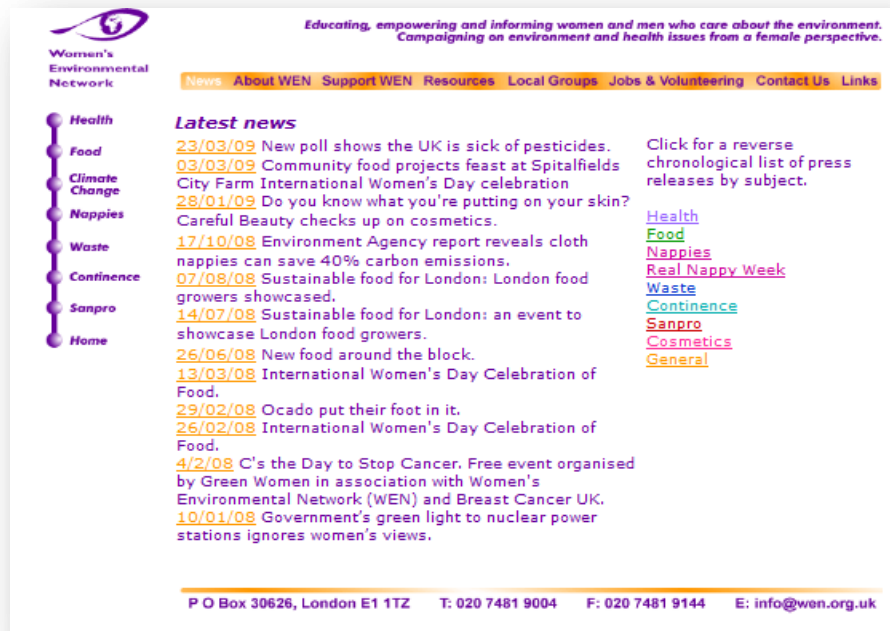 Educating, empowering and informing women and men who care about the environment.
Campaigning on environment and health issues from a female perspective.
Women's
Environmental
Network
News About WEN Support WEN Resources Local Groups Jobs & Volunteering Contact Us Links
Health
Food
Climate
Change
Nappies
Waste
Continence
Sanpro
Home
Latest news
23/03/09 New poll shows the UK is sick of pesticides.
03/03/09 Community food projects feast at Spitalfields
City Farm International Women's Day celebration
28/01/09 Do you know what you're putting on your skin?
Careful Beauty checks up on cosmetics.
17/10/08 Environment Agency report reveals cloth
nappies can save 40% carbon emissions.
07/08/08 Sustainable food for London: London food
growers showcased.
14/07/08 Sustainable food for London: an event to
showcase London food growers.
26/06/08 New food around the block.
13/03/08 International Women's Day Celebration of
Food.
29/02/08 Ocado put their foot in it.
26/02/08 International Women's Day Celebration of
Food.
4/2/08 C's the Day to Stop Cancer. Free event organised
by Green Women in association with Women's
Environmental Network (WEN) and Breast Cancer UK.
10/01/08 Government's green light to nuclear power
stations ignores women's views.
Click for a reverse
chronological list of press
releases by subject.
Health
Food
Nappies
Real Nappy Week
Waste
Continence
Sanpro
Cosmetics
General
P O Box 30626, London E1 1TZ T: 020 7481 9004 F: 020 7481 9144 E: info@wen.org.uk